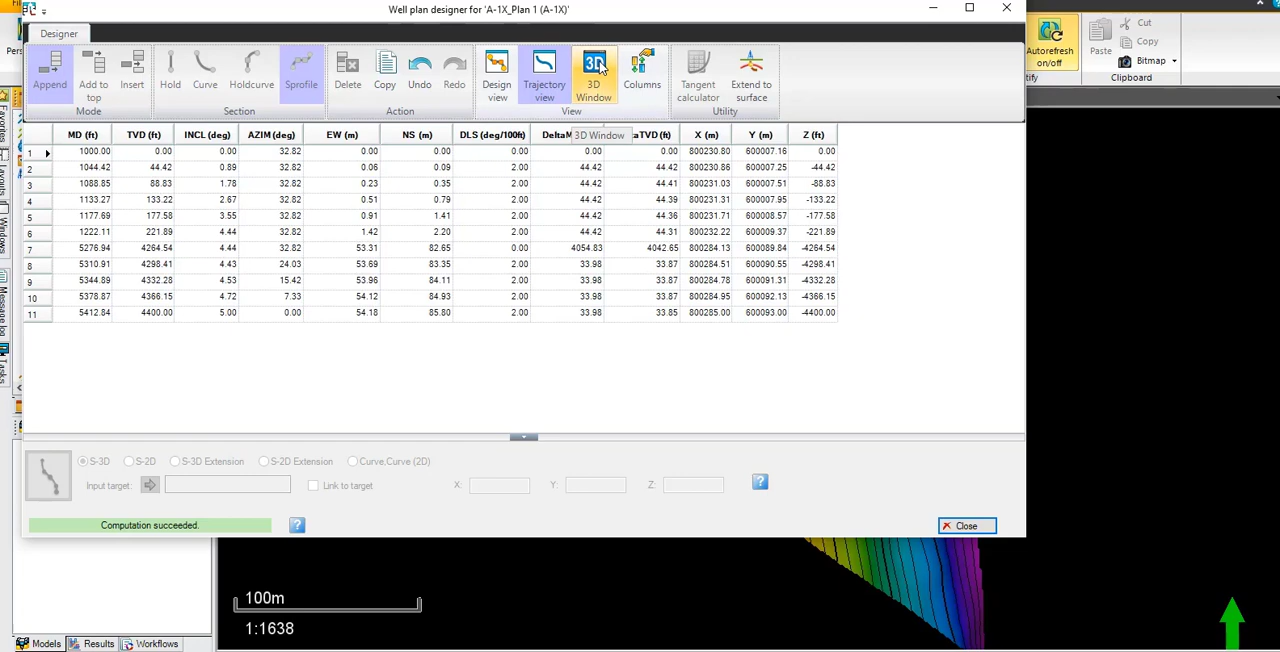 Well plan designer for 'A-1X_Plan 1 (A-1X)'
Designer
Append
Add to top
Insert
Mode
Hold
Curve
Holdcurve
Sprofile
Section
Delete
Copy
Undo
Redo
Action
Design view
Trajectory view
3D Window
Columns
View
Tangent calculator
Extend to surface
Utility
Autorefresh on/off
Paste
Cut
Copy
Bitmap
Clipboard
3D Window
MD (ft) TVD (ft) INCL (deg) AZIM (deg) EW (m) NS (m) DLS (deg/100ft) DeltaM aTVD (ft) X (m) Y (m) Z (ft)
1 1000.00 0.00 0.00 32.82 0.00 0.00 0.00 0.00 0.00 800230.80 600007.16 0.00
2 1044.42 44.42 0.89 32.82 0.06 0.09 2.00 44.42 44.42 800230.86 600007.25 -44.42
3 1088.85 88.83 1.78 32.82 0.23 0.35 2.00 44.42 44.41 800231.03 600007.51 -88.83
4 1133.27 133.22 2.67 32.82 0.51 0.79 2.00 44.42 44.39 800231.31 600007.95 -133.22
5 1177.69 177.58 3.55 32.82 0.91 1.41 2.00 44.42 44.36 800231.71 600008.57 -177.58
6 1222.11 221.89 4.44 32.82 1.42 2.20 2.00 44.42 44.31 800232.22 600009.37 -221.89
7 5276.94 4264.54 4.44 32.82 53.31 82.65 0.00 4054.83 4042.65 800284.13 600089.84 -4264.54
8 5310.91 4298.41 4.43 24.03 53.69 83.35 2.00 33.98 33.87 800284.51 600090.55 -4298.41
9 5344.89 4332.28 4.53 15.42 53.96 84.11 2.00 33.98 33.87 800284.78 600091.31 -4332.28
10 5378.87 4366.15 4.72 7.33 54.12 84.93 2.00 33.98 33.87 800284.95 600092.13 -4366.15
11 5412.84 4400.00 5.00 0.00 54.18 85.80 2.00 33.98 33.85 800285.00 600093.00 -4400.00
S-3D S-2D S-3D Extension S-2D Extension Curve,Curve (2D)
Input target: Link to target X: Y: Z:
Computation succeeded.
Close
Favorites
Layouts
Windows
Message log
Tasks
100m
1:1638
Models Results Workflows